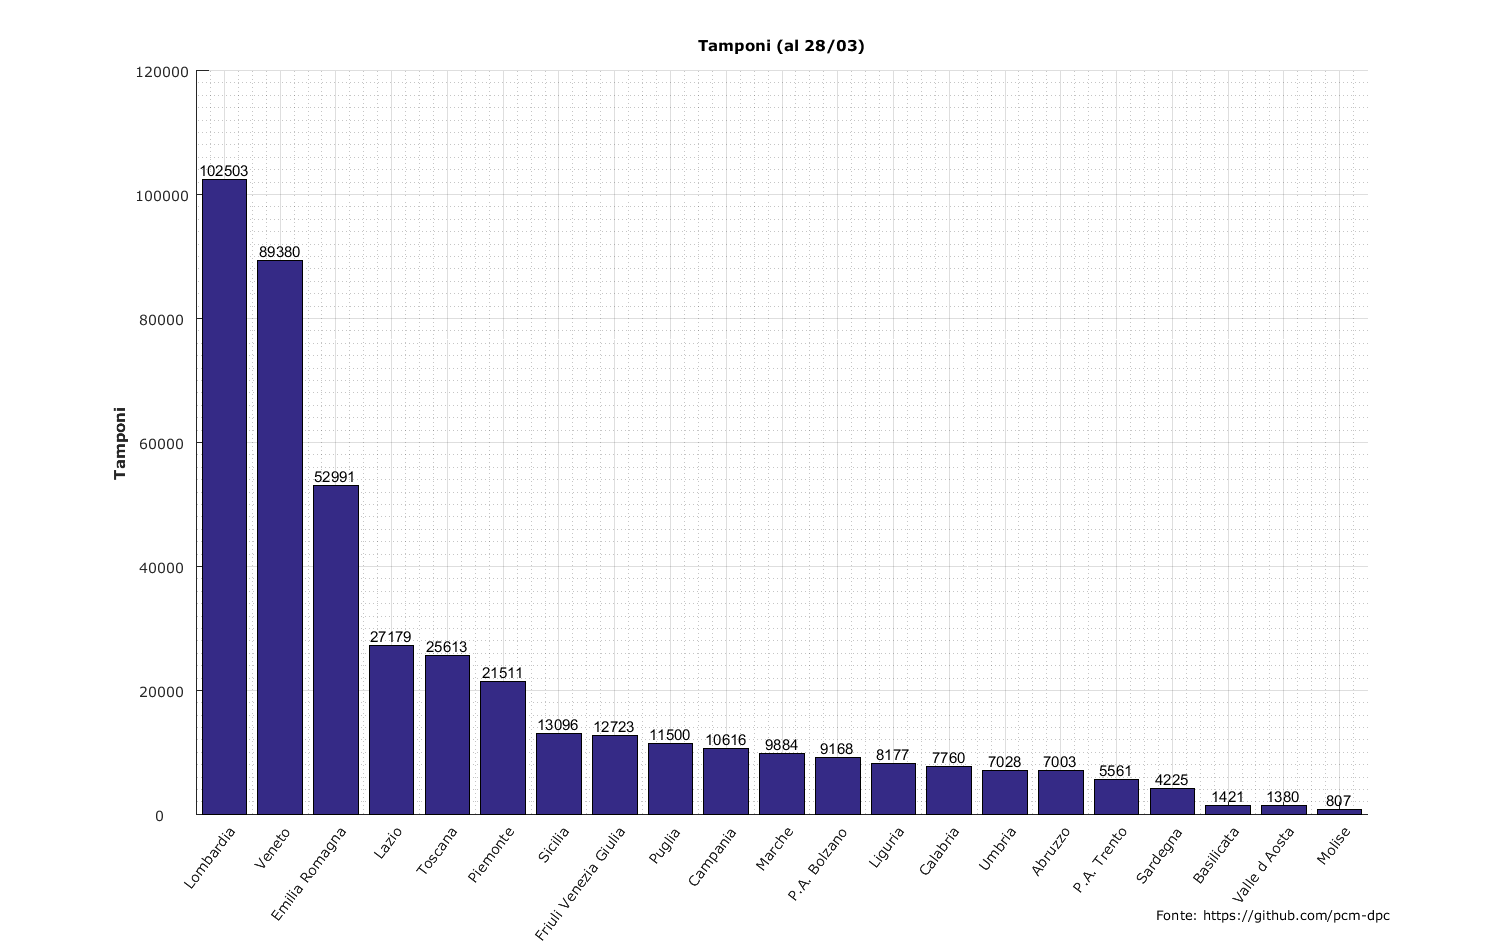 Tamponi (al 28/03)
Tamponi
120000
100000
80000
60000
40000
20000
0
102503
89380
52991
27179
25613
21511
13096
12723
11500
10616
9884
9168
8177
7760
7028
7003
5561
4225
1421
1380
807
Lombardia
Veneto
Emilia Romagna
Lazio
Toscana
Piemonte
Sicilia
Friuli Venezia Giulia
Puglia
Campania
Marche
P.A. Bolzano
Liguria
Calabria
Umbria
Abruzzo
P.A. Trento
Sardegna
Basilicata
Valle d Aosta
Molise
Fonte: https://github.com/pcm-dpc